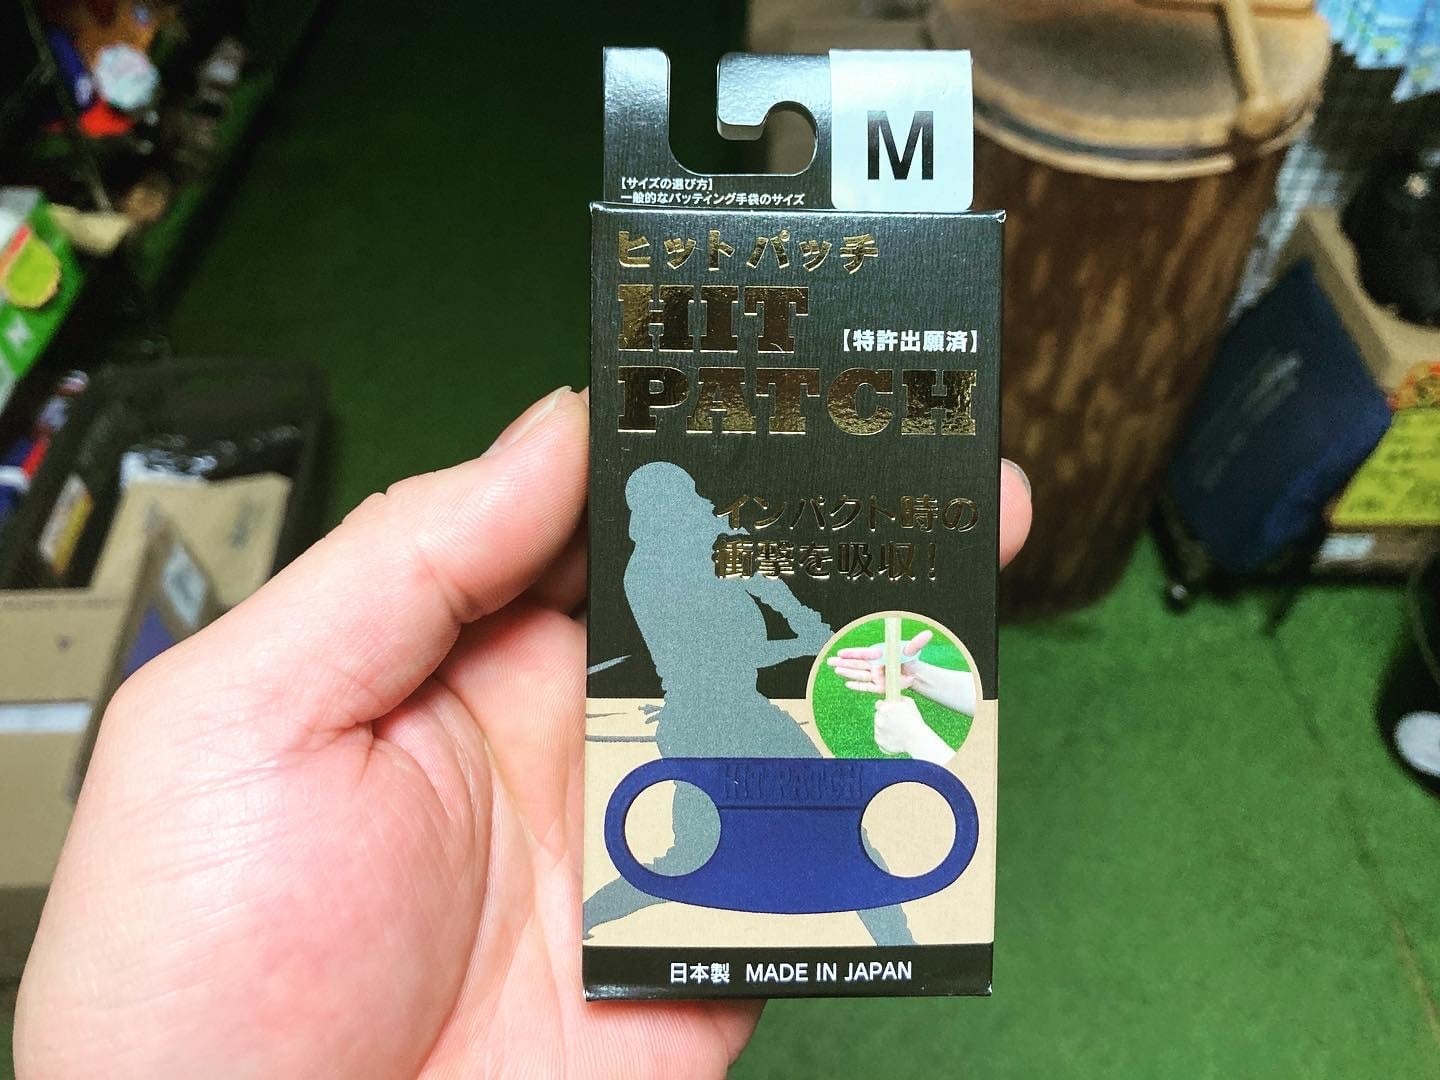 M
【サイズの選び方】
一般的なバッティング手袋のサイズ
ヒットパッチ
HIT
【特許出願済】
PATCH
インパクト時の
衝撃を吸収！
HIT PATCH
日本製 MADE IN JAPAN